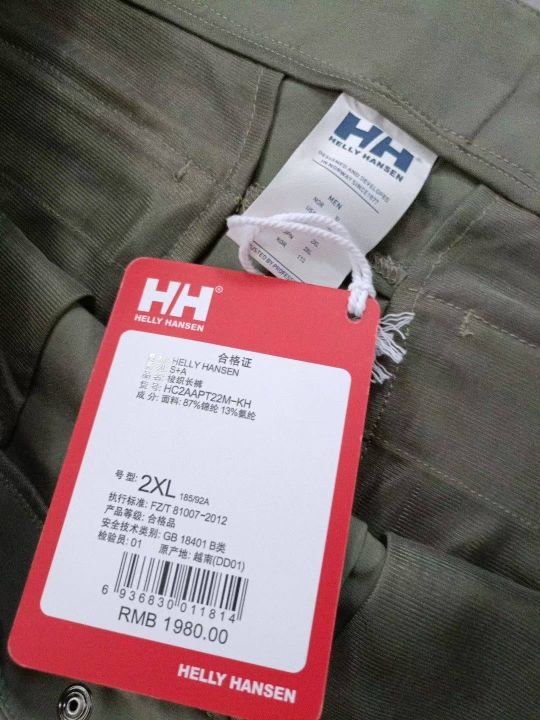 HH
HELLY HANSEN
DESIGNED AND DEVELOPED
IN NORWAY SINCE 1877
MEN
NOR
2XL
KOR 110
HH®
HELLY HANSEN
合格证
HELLY HANSEN
S+A
梭织长裤
HC2AAPT22M-KH
成 分: 面料: 87%锦纶 13%氨纶
号 型: 2XL 185/92A
执行标准: FZ/T 81007-2012
产品等级: 合格品
安全技术类别: GB 18401 B类
检验员: 01 原产地: 越南(DD01)
6 936830 011814
RMB 1980.00
HELLY HANSEN